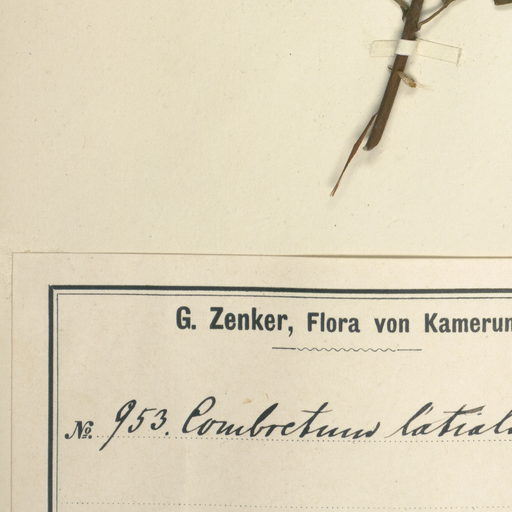 G. Zenker, Flora von Kamerun
№. 953. Combretum